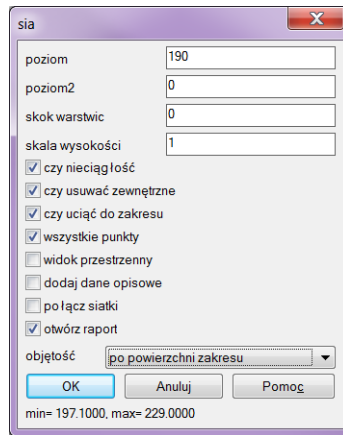 sia
poziom 190
poziom2 0
skok warstwic 0
skala wysokości 1
czy nieciągłość
czy usuwać zewnętrzne
czy uciąć do zakresu
wszystkie punkty
widok przestrzenny
dodaj dane opisowe
połącz siatki
otwórz raport
objętość po powierzchni zakresu
OK Anuluj Pomoc
min= 197.1000, max= 229.0000